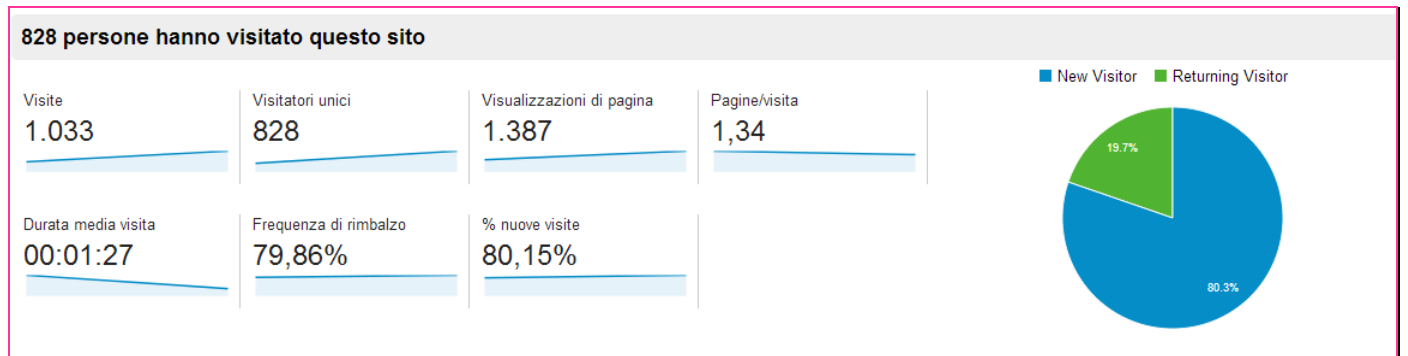 828 persone hanno visitato questo sito
New Visitor Returning Visitor
Visite
1.033
Visitatori unici
828
Visualizzazioni di pagina
1.387
Pagine/visita
1,34
Durata media visita
00:01:27
Frequenza di rimbalzo
79,86%
% nuove visite
80,15%
19.7%
80.3%